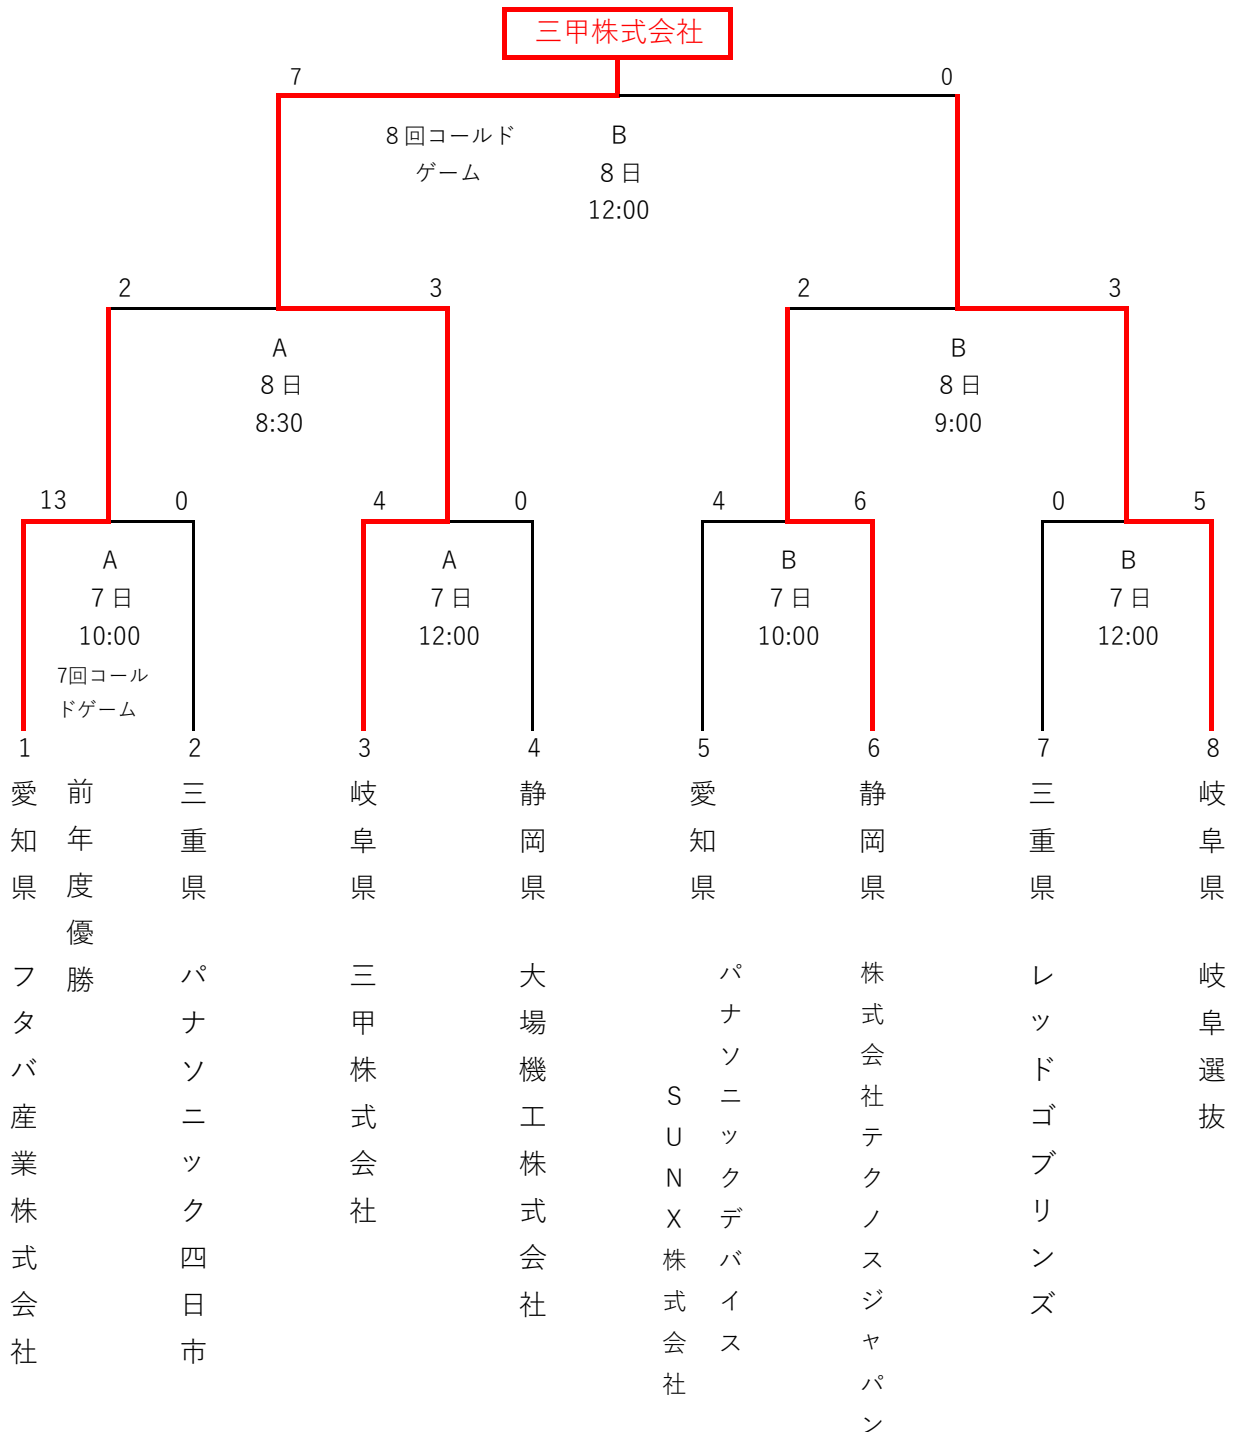 三甲株式会社
7
0
8回コールド
ゲーム
B
8日
12:00
2
3
A
8日
8:30
2
3
B
8日
9:00
13
0
A
7日
10:00
7回コール
ドゲーム
4
0
A
7日
12:00
4
6
B
7日
10:00
0
5
B
7日
12:00
1
愛知県 フタバ産業株式会社
前年度優勝
2
三重県 パナソニック四日市
3
岐阜県 三甲株式会社
4
静岡県 大場機工株式会社
5
愛知県
パナソニックデバイス
SUNX株式会社
6
静岡県 株式会社テクノスジャパン
7
三重県 レッドゴブリンズ
8
岐阜県 岐阜選抜